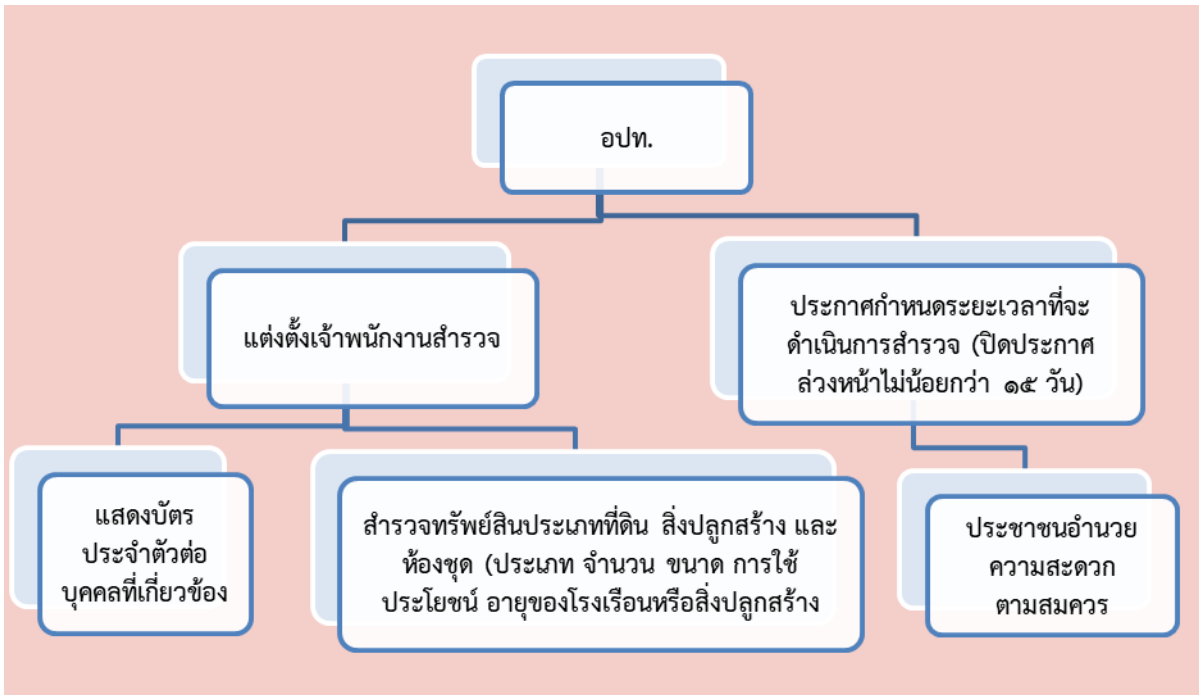 อปท.
แต่งตั้งเจ้าพนักงานสำรวจ
ประกาศกำหนดระยะเวลาที่จะ
ดำเนินการสำรวจ (ปิดประกาศ
ล่วงหน้าไม่น้อยกว่า ๑๕ วัน)
แสดงบัตร
ประจำตัวต่อ
บุคคลที่เกี่ยวข้อง
สำรวจทรัพย์สินประเภทที่ดิน สิ่งปลูกสร้าง และ
ห้องชุด (ประเภท จำนวน ขนาด การใช้
ประโยชน์ อายุของโรงเรือนหรือสิ่งปลูกสร้าง
ประชาชนอำนวย
ความสะดวก
ตามสมควร